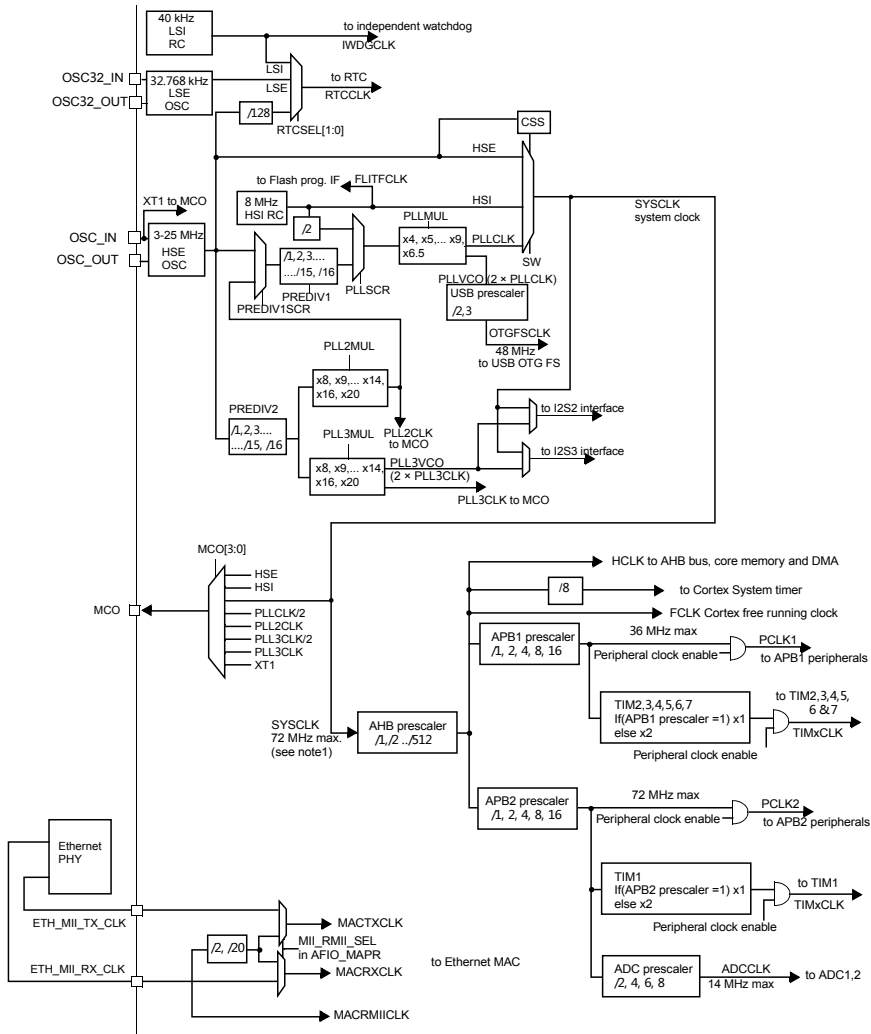 40 kHz
LSI
RC
to independent watchdog
IWDGCLK
OSC32_IN
OSC32_OUT
32.768 kHz
LSE
OSC
LSI
LSE
to RTC
RTCCLK
/128
RTCSEL[1:0]
CSS
HSE
to Flash prog. IF
FLITFCLK
XT1 to MCO
8 MHz
HSI RC
HSI
SYSCLK
system clock
/2
PLLMUL
OSC_IN
OSC_OUT
3-25 MHz
HSE
OSC
x4, x5,... x9,
x6.5
PLLCLK
SW
/1,2,3....
..../15, /16
PLLSCR
PREDIV1
PREDIV1SCR
PLLVCO (2 × PLLCLK)
USB prescaler
/2,3
OTGFSCLK
48 MHz
to USB OTG FS
PLL2MUL
x8, x9,... x14,
x16, x20
PREDIV2
/1,2,3....
..../15, /16
PLL2CLK
to MCO
to I2S2 interface
PLL3MUL
x8, x9,... x14,
x16, x20
PLL3VCO
(2 × PLL3CLK)
to I2S3 interface
PLL3CLK to MCO
MCO[3:0]
HSE
HSI
MCO
PLLCLK/2
PLL2CLK
PLL3CLK/2
PLL3CLK
XT1
HCLK to AHB bus, core memory and DMA
/8
to Cortex System timer
FCLK Cortex free running clock
APB1 prescaler
/1, 2, 4, 8, 16
36 MHz max
PCLK1
Peripheral clock enable
to APB1 peripherals
TIM2,3,4,5,6,7
If(APB1 prescaler =1) x1
else x2
to TIM2,3,4,5,
6 &7
TIMxCLK
Peripheral clock enable
SYSCLK
72 MHz max.
(see note1)
AHB prescaler
/1,/2 ../512
APB2 prescaler
/1, 2, 4, 8, 16
72 MHz max
PCLK2
Peripheral clock enable
to APB2 peripherals
TIM1
If(APB2 prescaler =1) x1
else x2
to TIM1
TIMxCLK
Peripheral clock enable
ADC prescaler
/2, 4, 6, 8
ADCCLK
14 MHz max
to ADC1,2
Ethernet
PHY
ETH_MII_TX_CLK
MACTXCLK
/2, /20
MII_RMII_SEL
in AFIO_MAPR
to Ethernet MAC
ETH_MII_RX_CLK
MACRXCLK
MACRMIICLK